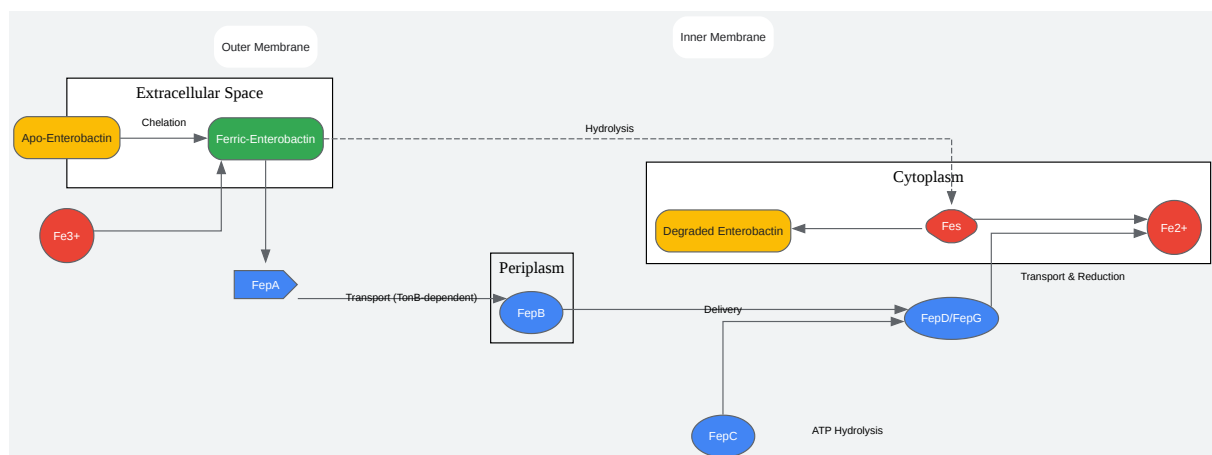 Outer Membrane
Inner Membrane
Extracellular Space
Chelation
Apo-Enterobactin
Ferric-Enterobactin
Hydrolysis
Cytoplasm
Fe3+
Degraded Enterobactin
Fes
Fe2+
FepA
Periplasm
Transport (TonB-dependent)
FepB
Delivery
FepD/FepG
Transport & Reduction
FepC
ATP Hydrolysis